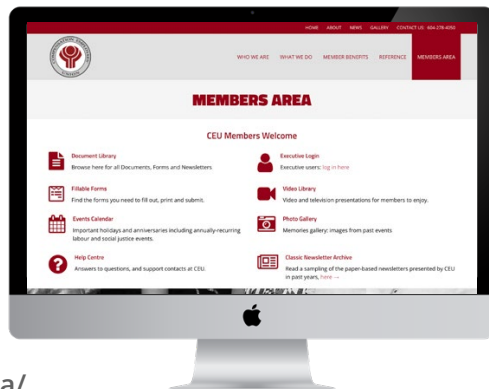 HOME ABOUT NEWS GALLERY CONTACT US: 604-278-4050
WHO WE ARE WHAT WE DO MEMBER BENEFITS REFERENCE MEMBERS AREA
MEMBERS AREA
CEU Members Welcome
Document Library
Browse here for all Documents, Forms and Newsletters.
Executive Login
Executive users: log in here
Fillable Forms
Find the forms you need to fill out, print and submit.
Video Library
Video and television presentations for members to enjoy.
Events Calendar
Important holidays and anniversaries including annually-recurring
labour and social justice events.
Photo Gallery
Memories gallery: images from past events
Help Centre
Answers to questions, and support contacts at CEU.
Classic Newsletter Archive
Read a sampling of the paper-based newsletters presented by CEU
in past years, here →
a/